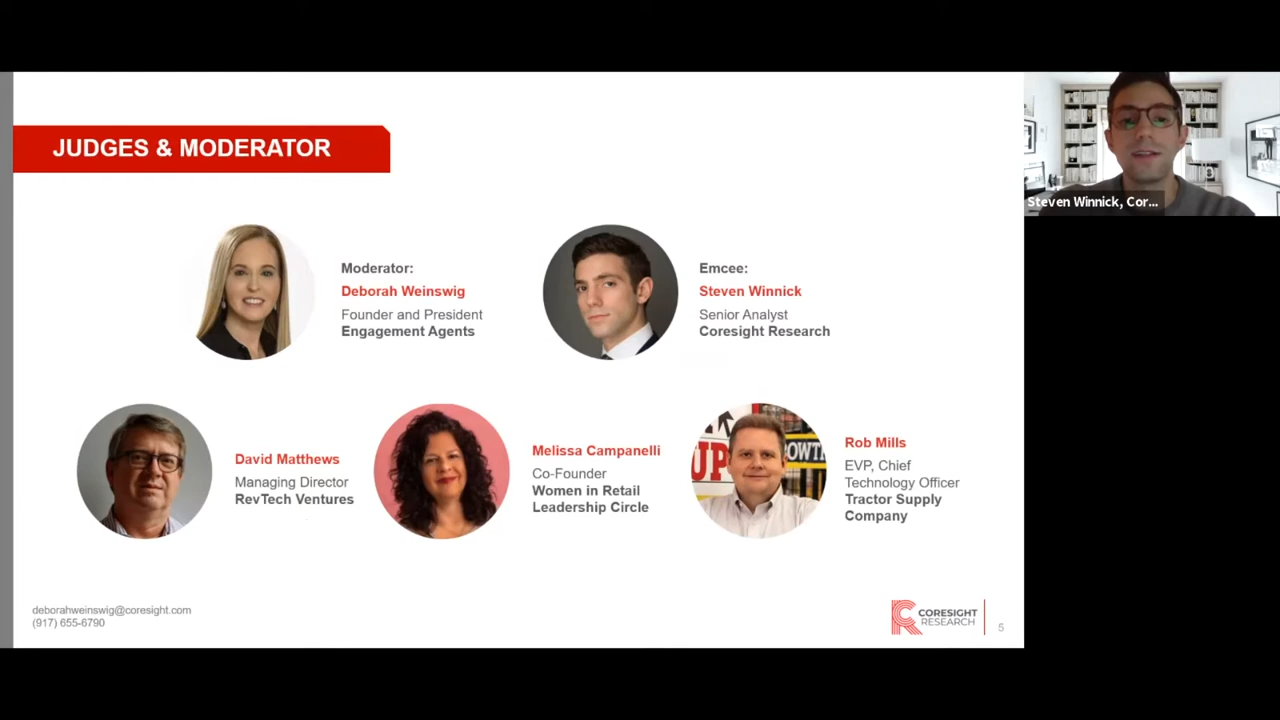 JUDGES & MODERATOR
Steven Winnick, Cor...
Moderator:
Deborah Weinswig
Founder and President
Engagement Agents
Emcee:
Steven Winnick
Senior Analyst
Coresight Research
David Matthews
Managing Director
RevTech Ventures
Melissa Campanelli
Co-Founder
Women in Retail
Leadership Circle
UP
OWTH
Rob Mills
EVP, Chief
Technology Officer
Tractor Supply
Company
deborahweinswig@coresight.com
(917) 655-6790
CORESIGHT
RESEARCH
5